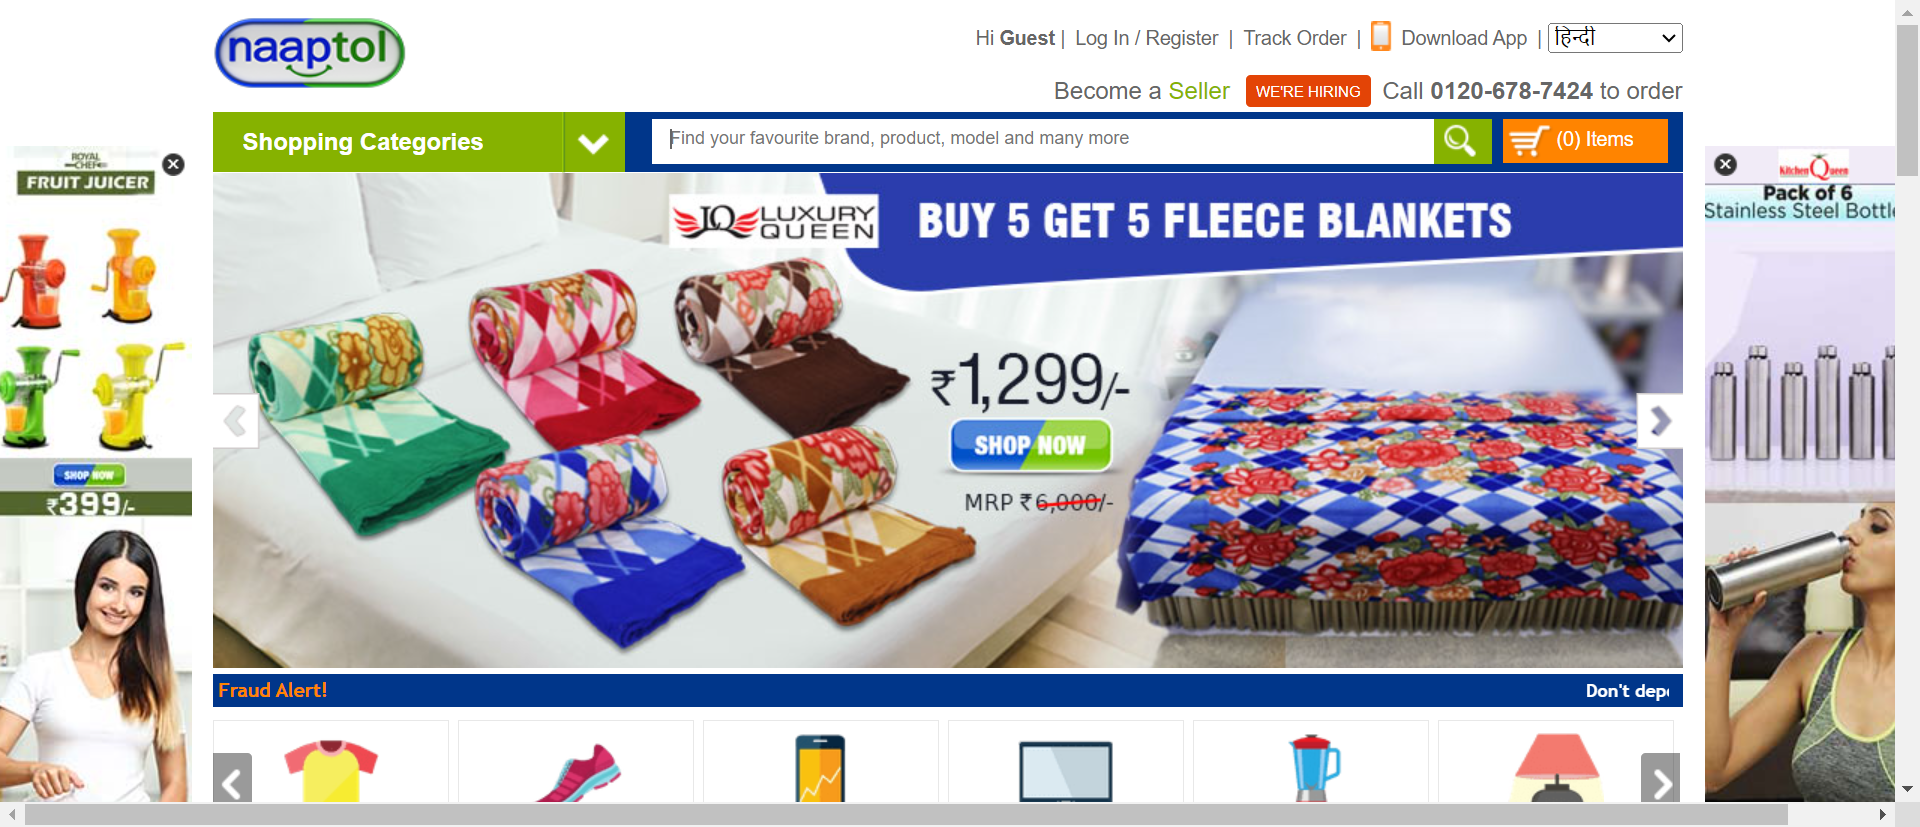 naaptol
Hi Guest | Log In / Register | Track Order | Download App | हिन्दी
Become a Seller WE'RE HIRING Call 0120-678-7424 to order
Shopping Categories
Find your favourite brand, product, model and many more
(0) Items
ROYAL
CHEF
FRUIT JUICER
SHOP NOW
₹399/-
LQ LUXURY
QUEEN
BUY 5 GET 5 FLEECE BLANKETS
₹1,299/-
SHOP NOW
MRP ₹6,000/-
Kitchen Queen
Pack of 6
Stainless Steel Bottl
Fraud Alert!
Don't dep